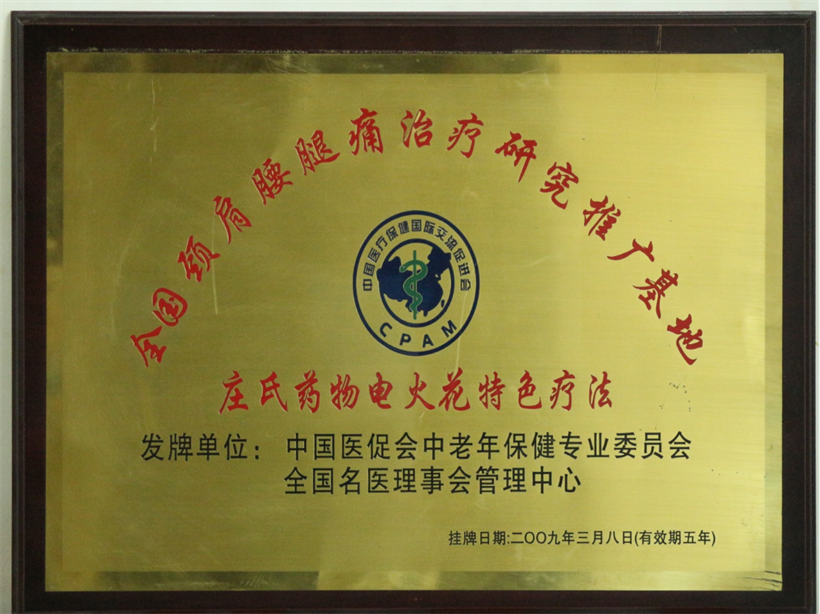 全国颈肩腰腿痛治疗研究推广基地
中国医疗保健国际交流促进会
CPAM
庄氏药物电火花特色疗法
发牌单位：中国医促会中老年保健专业委员会
全国名医理事会管理中心
挂牌日期:二〇〇九年三月八日(有效期五年)